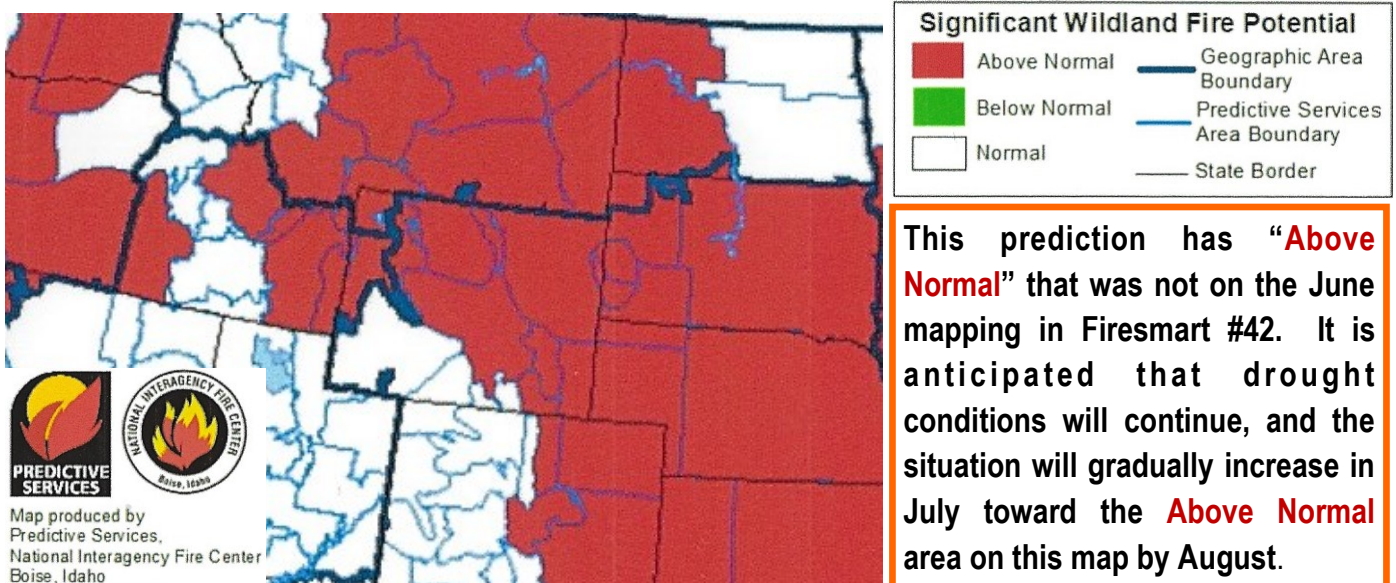 Significant Wildland Fire Potential
Above Normal
Below Normal
Normal
Geographic Area
Boundary
Predictive Services
Area Boundary
State Border
This prediction has “Above
Normal” that was not on the June
mapping in Firesmart #42. It is
anticipated that drought
conditions will continue, and the
situation will gradually increase in
July toward the Above Normal
area on this map by August.
PREDICTIVE
SERVICES
NATIONAL INTERAGENCY FIRE CENTER
Boise, Idaho
Map produced by
Predictive Services,
National Interagency Fire Center
Boise, Idaho